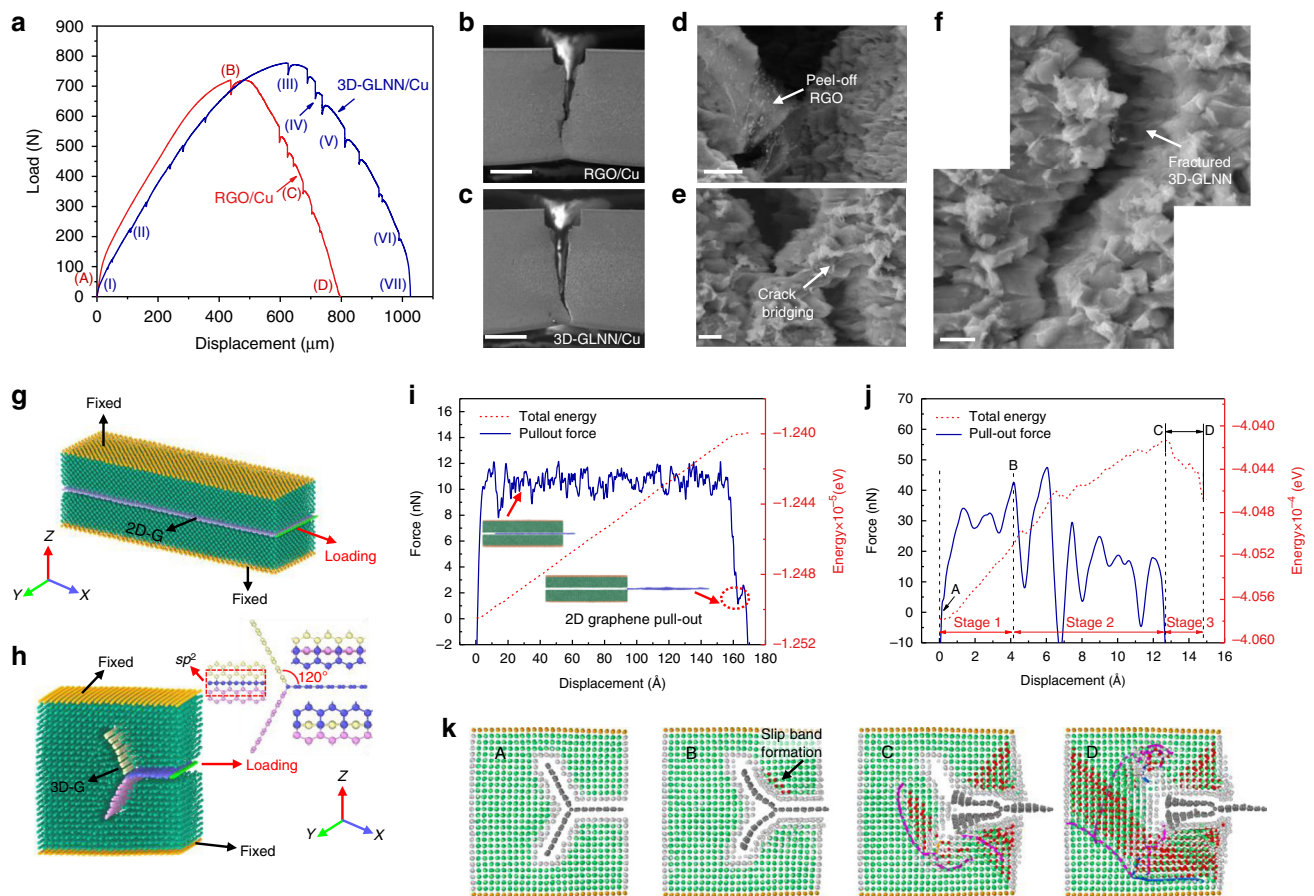 a
900
800
700
600
500
400
300
200
100
0
Load (N)
0 200 400 600 800 1000
Displacement (μm)
(A)
(B)
(C)
(D)
(I)
(II)
(III)
(IV)
(V)
(VI)
(VII)
3D-GLNN/Cu
RGO/Cu
b
RGO/Cu
c
3D-GLNN/Cu
d
Peel-off
RGO
e
Crack
bridging
f
Fractured
3D-GLNN
g
Fixed
2D-G
Loading
Fixed
Z
Y
X
h
Fixed
sp²
120°
3D-G
Loading
Fixed
Z
Y
X
i
Total energy
Pullout force
16
14
12
10
8
6
4
2
0
−2
Force (nN)
0 20 40 60 80 100 120 140 160 180
Displacement (Å)
−1.240
−1.242
−1.248
−1.250
−1.252
Energy×10⁻⁵ (eV)
2D graphene pull-out
j
Total energy
Pull-out force
70
60
50
40
30
20
10
0
−10
Force (nN)
0 2 4 6 8 10 12 14 16
Displacement (Å)
−4.040
−4.044
−4.048
−4.052
−4.056
−4.060
Energy×10⁻⁴ (eV)
A
B
C
D
Stage 1
Stage 2
Stage 3
k
A
B
Slip band
formation
C
D